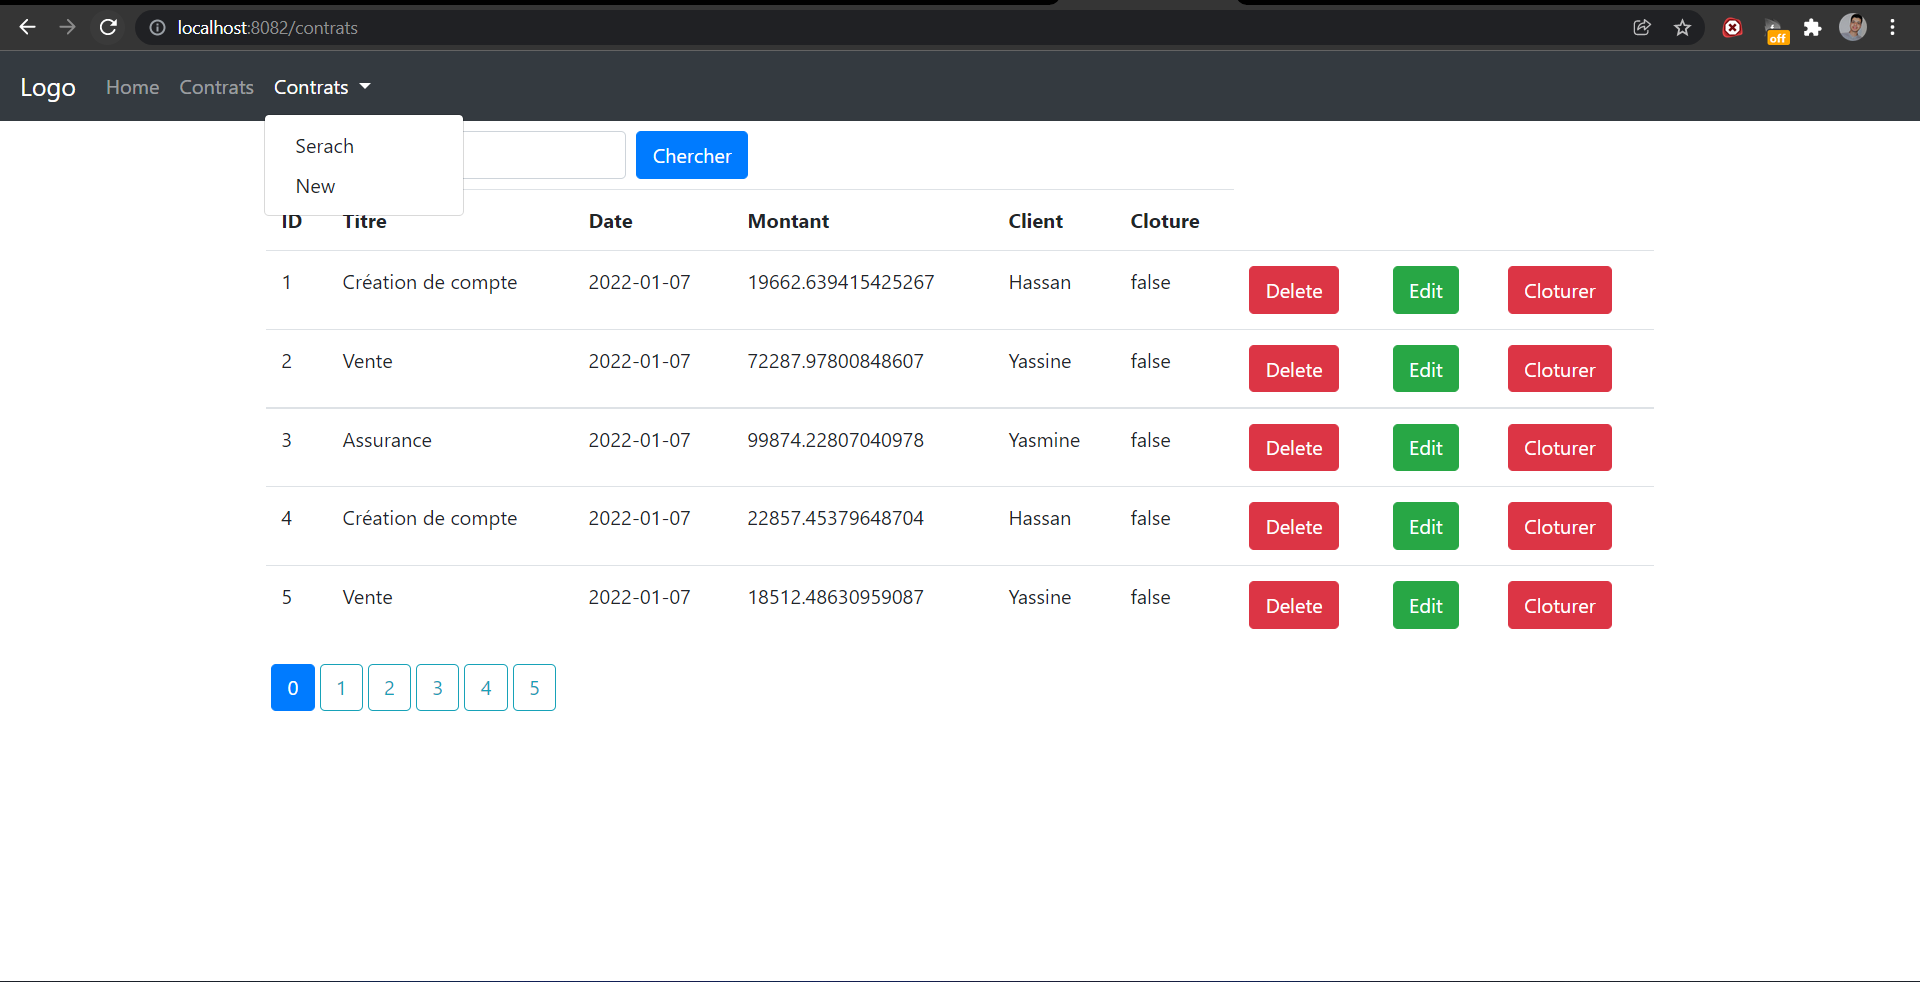 localhost:8082/contrats
off
Logo Home Contrats Contrats
Serach
New
Chercher
ID Titre Date Montant Client Cloture
1 Création de compte 2022-01-07 19662.639415425267 Hassan false Delete Edit Cloturer
2 Vente 2022-01-07 72287.97800848607 Yassine false Delete Edit Cloturer
3 Assurance 2022-01-07 99874.22807040978 Yasmine false Delete Edit Cloturer
4 Création de compte 2022-01-07 22857.45379648704 Hassan false Delete Edit Cloturer
5 Vente 2022-01-07 18512.48630959087 Yassine false Delete Edit Cloturer
0 1 2 3 4 5